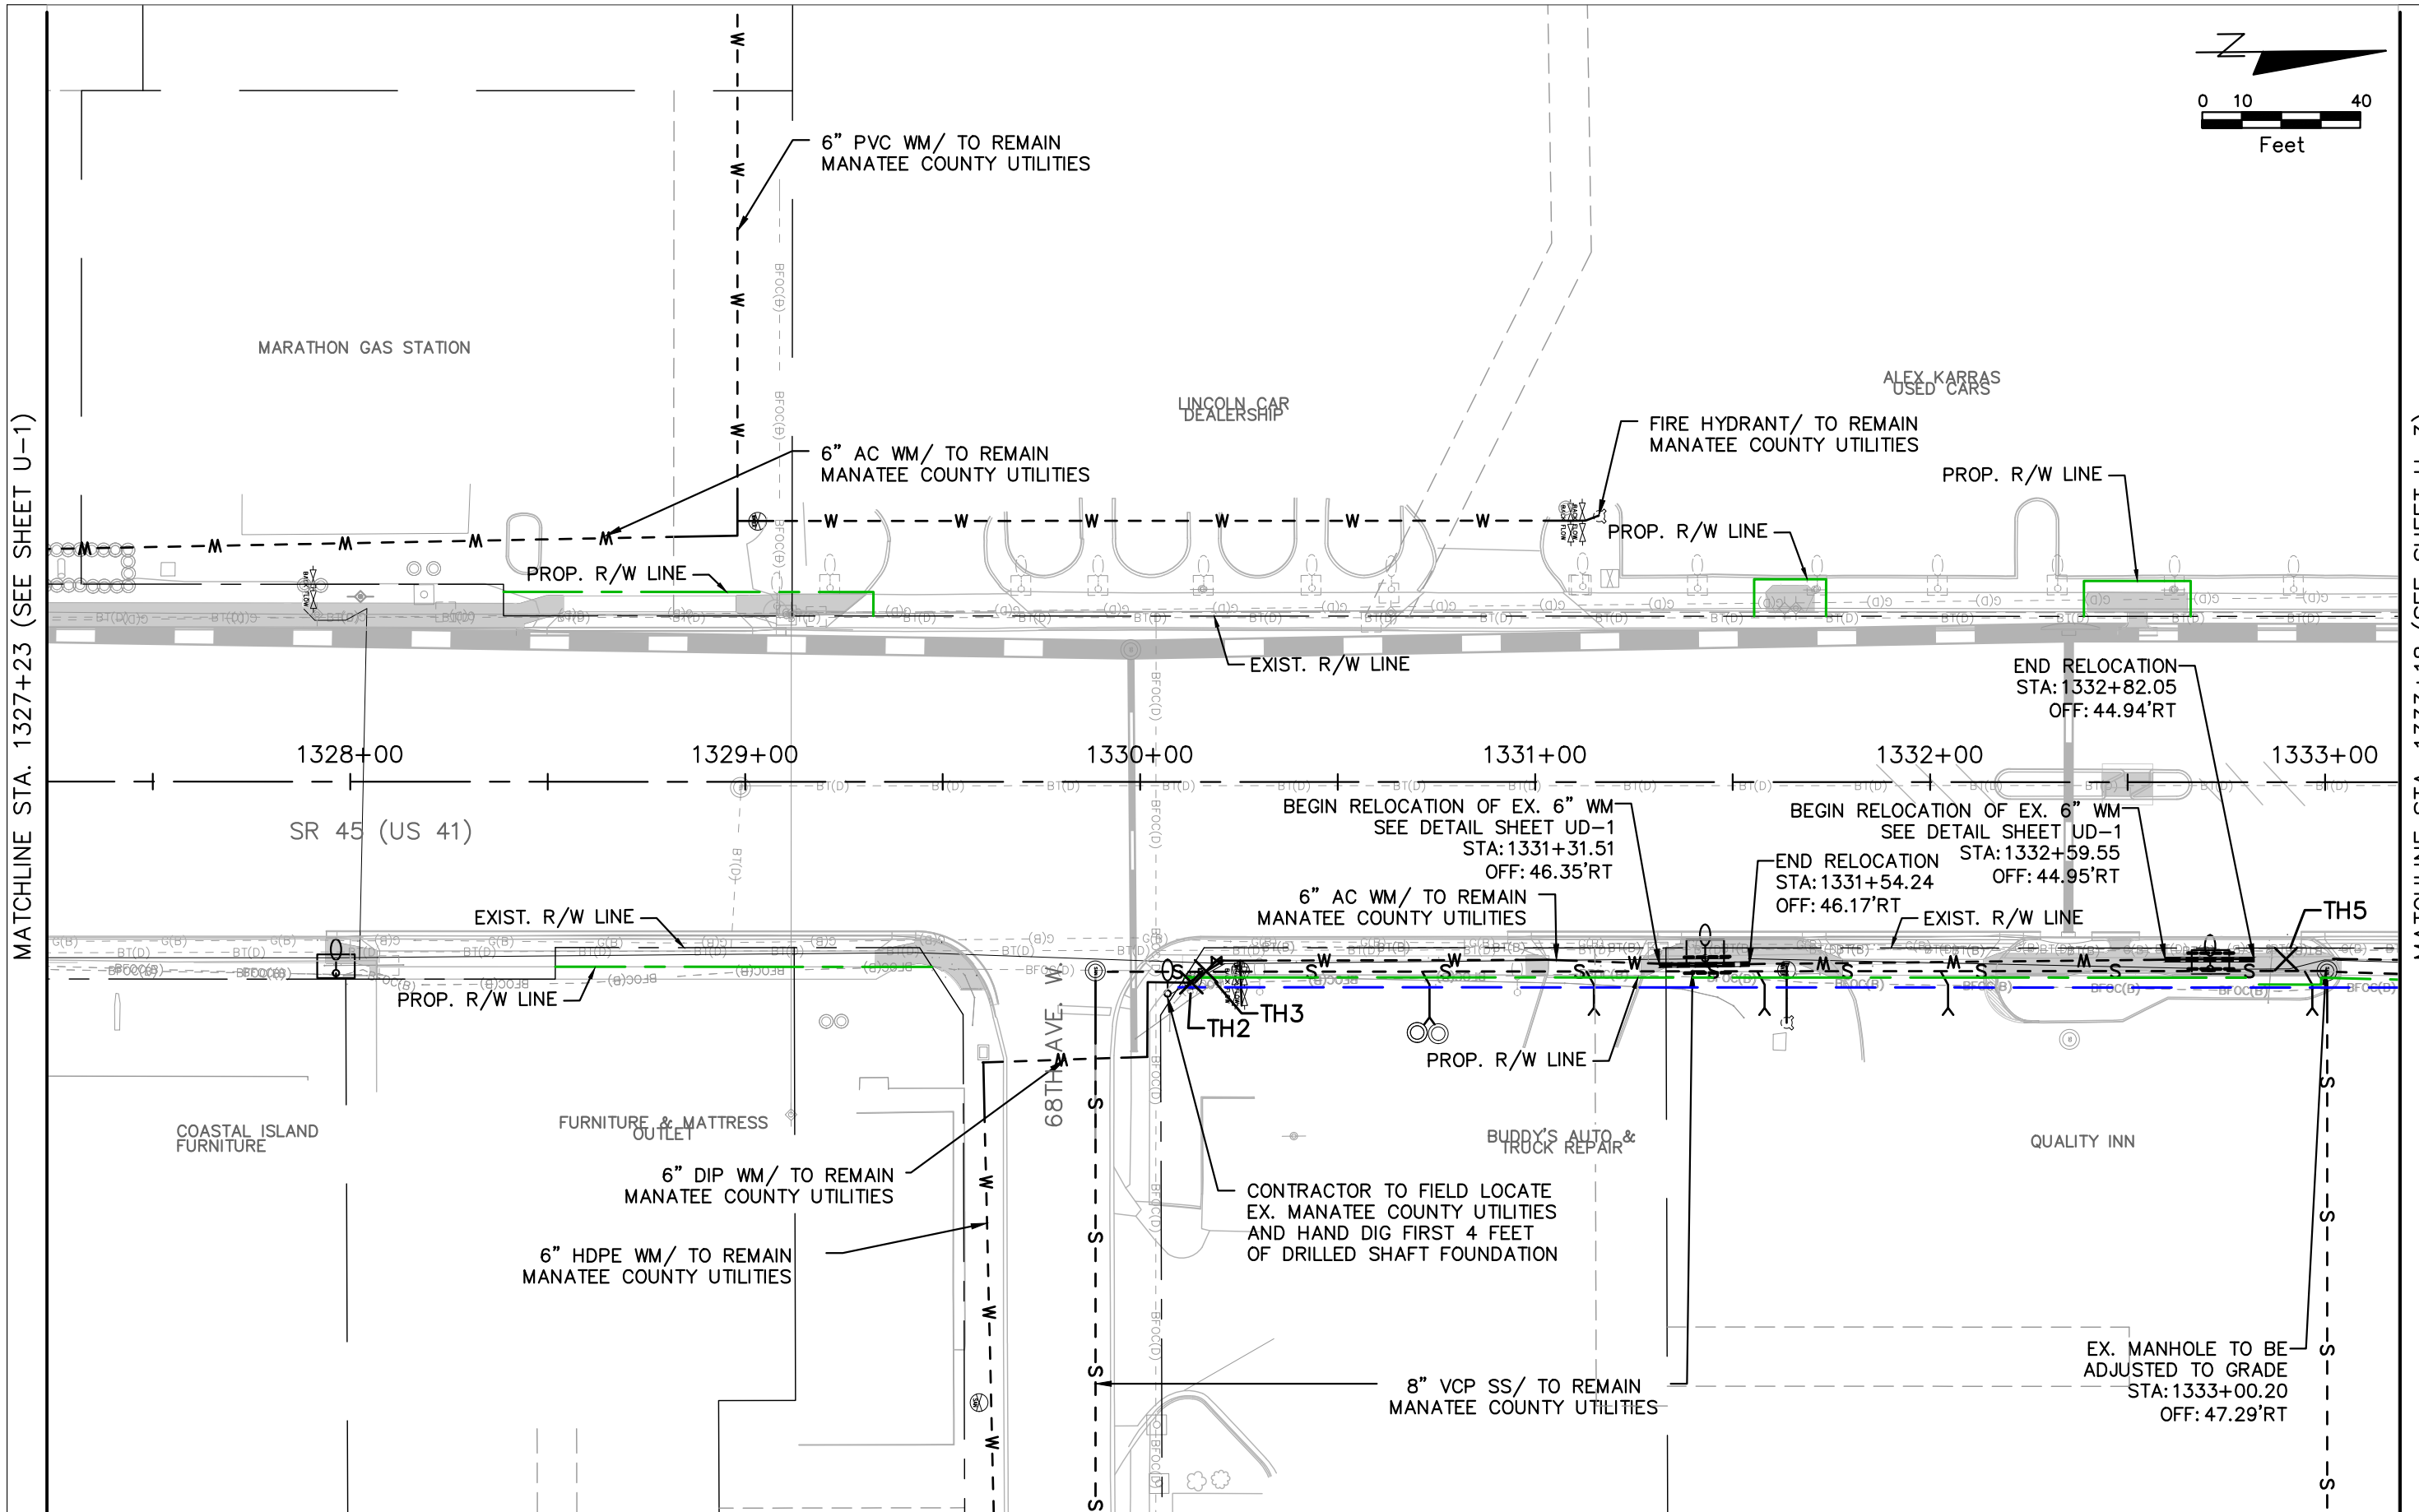 MATCHLINE STA. 1327+23 (SEE SHEET U-1)
N
0 10 40
Feet
6" PVC WM/ TO REMAIN
MANATEE COUNTY UTILITIES
MARATHON GAS STATION
6" AC WM/ TO REMAIN
MANATEE COUNTY UTILITIES
LINCOLN CAR
DEALERSHIP
ALEX KARRAS
USED CARS
FIRE HYDRANT/ TO REMAIN
MANATEE COUNTY UTILITIES
PROP. R/W LINE
PROP. R/W LINE
PROP. R/W LINE
EXIST. R/W LINE
END RELOCATION
STA:1332+82.05
OFF:44.94'RT
1328+00
1329+00
1330+00
1331+00
1332+00
1333+00
SR 45 (US 41)
BEGIN RELOCATION OF EX. 6" WM
SEE DETAIL SHEET UD-1
STA:1331+31.51
OFF:46.35'RT
BEGIN RELOCATION OF EX. 6" WM
SEE DETAIL SHEET UD-1
STA:1332+59.55
OFF:44.95'RT
END RELOCATION
STA:1331+54.24
OFF:46.17'RT
6" AC WM/ TO REMAIN
MANATEE COUNTY UTILITIES
EXIST. R/W LINE
EXIST. R/W LINE
TH5
PROP. R/W LINE
TH2
TH3
PROP. R/W LINE
68TH AVE. W.
COASTAL ISLAND
FURNITURE
FURNITURE & MATTRESS
OUTLET
BUDDY'S AUTO &
TRUCK REPAIR
QUALITY INN
6" DIP WM/ TO REMAIN
MANATEE COUNTY UTILITIES
6" HDPE WM/ TO REMAIN
MANATEE COUNTY UTILITIES
CONTRACTOR TO FIELD LOCATE
EX. MANATEE COUNTY UTILITIES
AND HAND DIG FIRST 4 FEET
OF DRILLED SHAFT FOUNDATION
8" VCP SS/ TO REMAIN
MANATEE COUNTY UTILITIES
EX. MANHOLE TO BE
ADJUSTED TO GRADE
STA:1333+00.20
OFF:47.29'RT